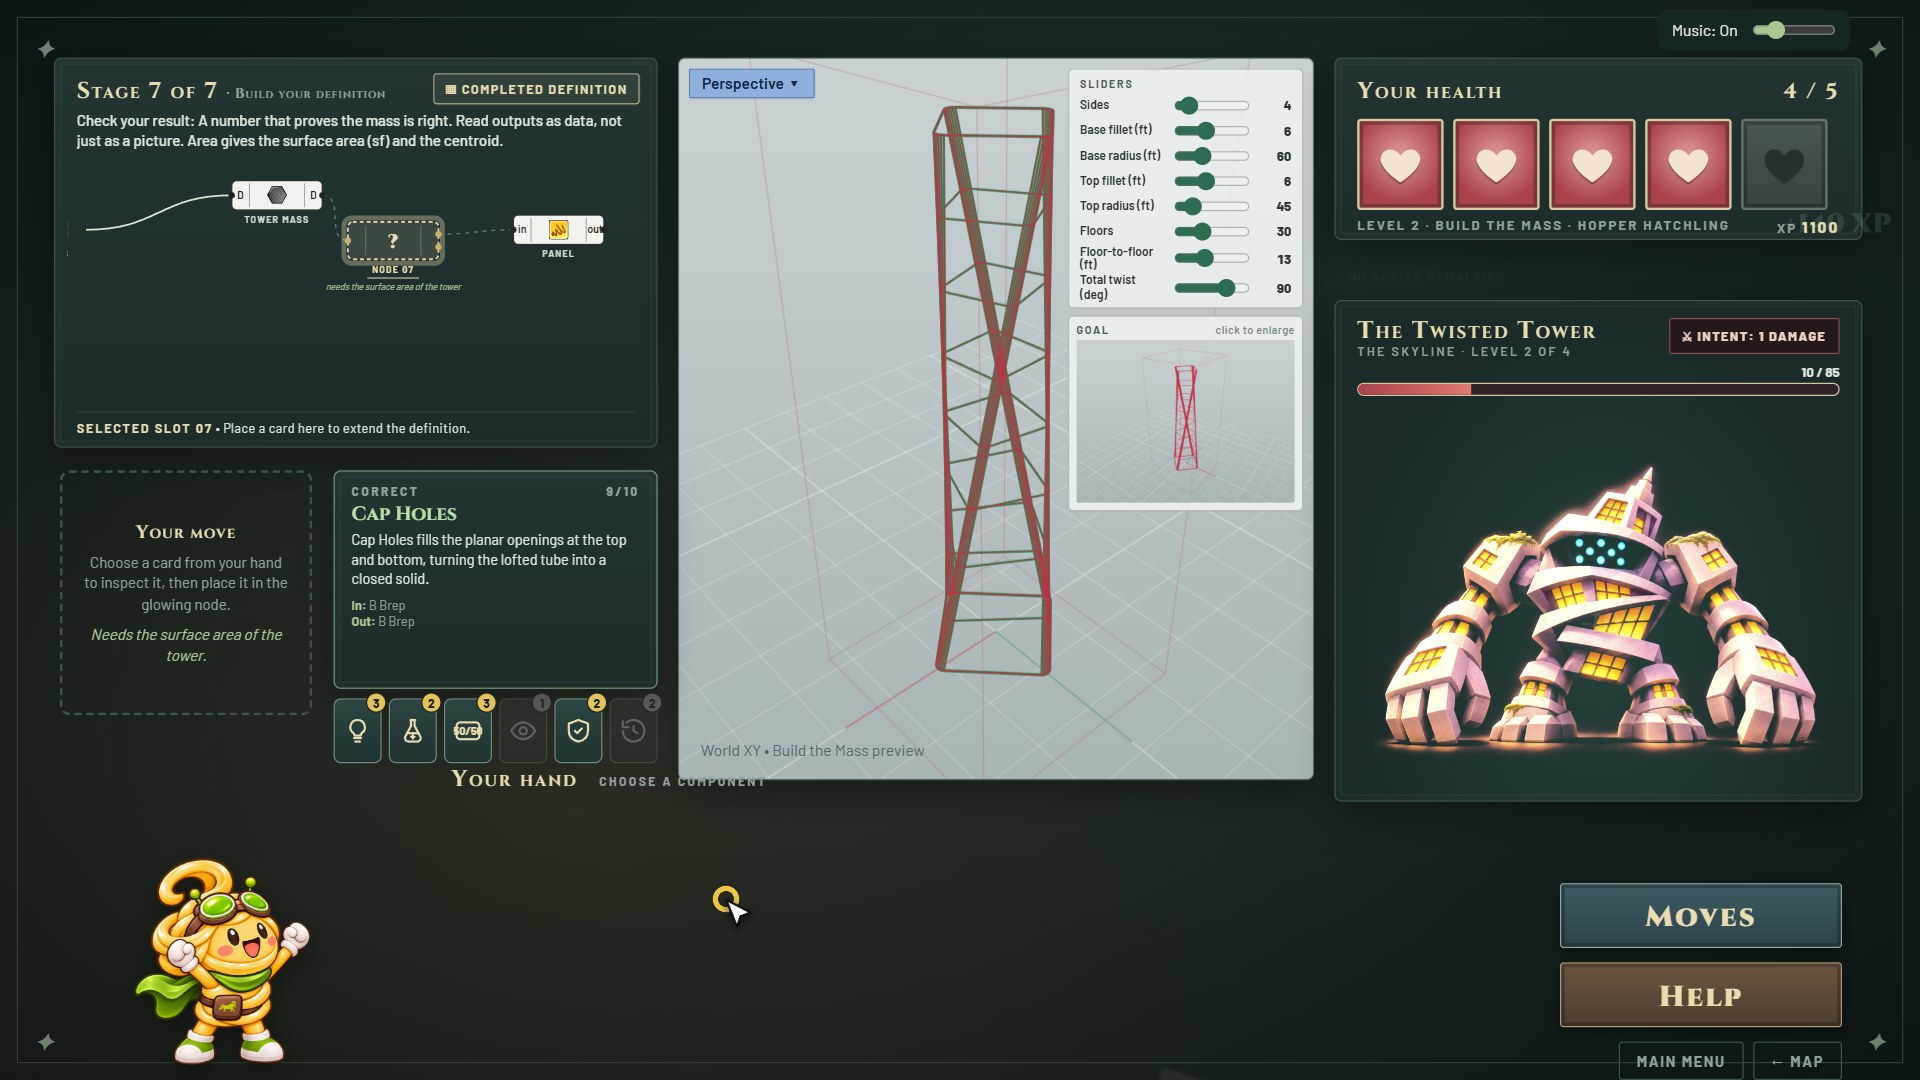 Music: On
Stage 7 of 7 · Build your definition
COMPLETED DEFINITION
Check your result: A number that proves the mass is right. Read outputs as data, not
just as a picture. Area gives the surface area (sf) and the centroid.
D D
TOWER MASS
?
NODE 07
needs the surface area of the tower
in out
PANEL
SELECTED SLOT 07 • Place a card here to extend the definition.
Your move
Choose a card from your hand
to inspect it, then place it in the
glowing node.
Needs the surface area of the
tower.
CORRECT 9/10
Cap Holes
Cap Holes fills the planar openings at the top
and bottom, turning the lofted tube into a
closed solid.
In: B Brep
Out: B Brep
3 2 3 1 2 2
50/50
Your hand CHOOSE A COMPONENT
Perspective ▼
SLIDERS
Sides 4
Base fillet (ft) 6
Base radius (ft) 60
Top fillet (ft) 6
Top radius (ft) 45
Floors 30
Floor-to-floor
(ft) 13
Total twist
(deg) 90
GOAL click to enlarge
World XY • Build the Mass preview
Your health 4 / 5
LEVEL 2 · BUILD THE MASS · HOPPER HATCHLING XP 1100
NO ACTIVE PENALTIES
The Twisted Tower
THE SKYLINE · LEVEL 2 OF 4
INTENT: 1 DAMAGE
10 / 85
Moves
Help
MAIN MENU
← MAP